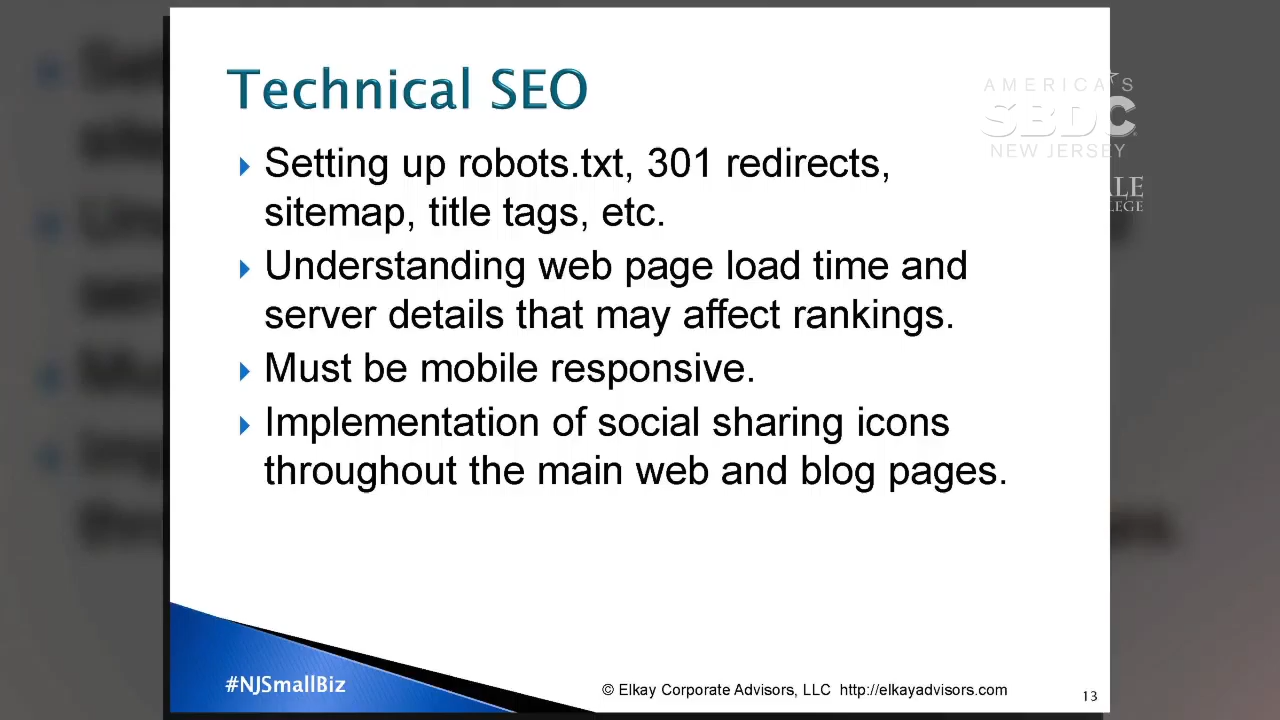 Technical SEO
AMERICA'S
SBDC
NEW JERSEY
Setting up robots.txt, 301 redirects,
sitemap, title tags, etc.
Understanding web page load time and
server details that may affect rankings.
Must be mobile responsive.
Implementation of social sharing icons
throughout the main web and blog pages.
#NJSmallBiz
© Elkay Corporate Advisors, LLC http://elkayadvisors.com
13